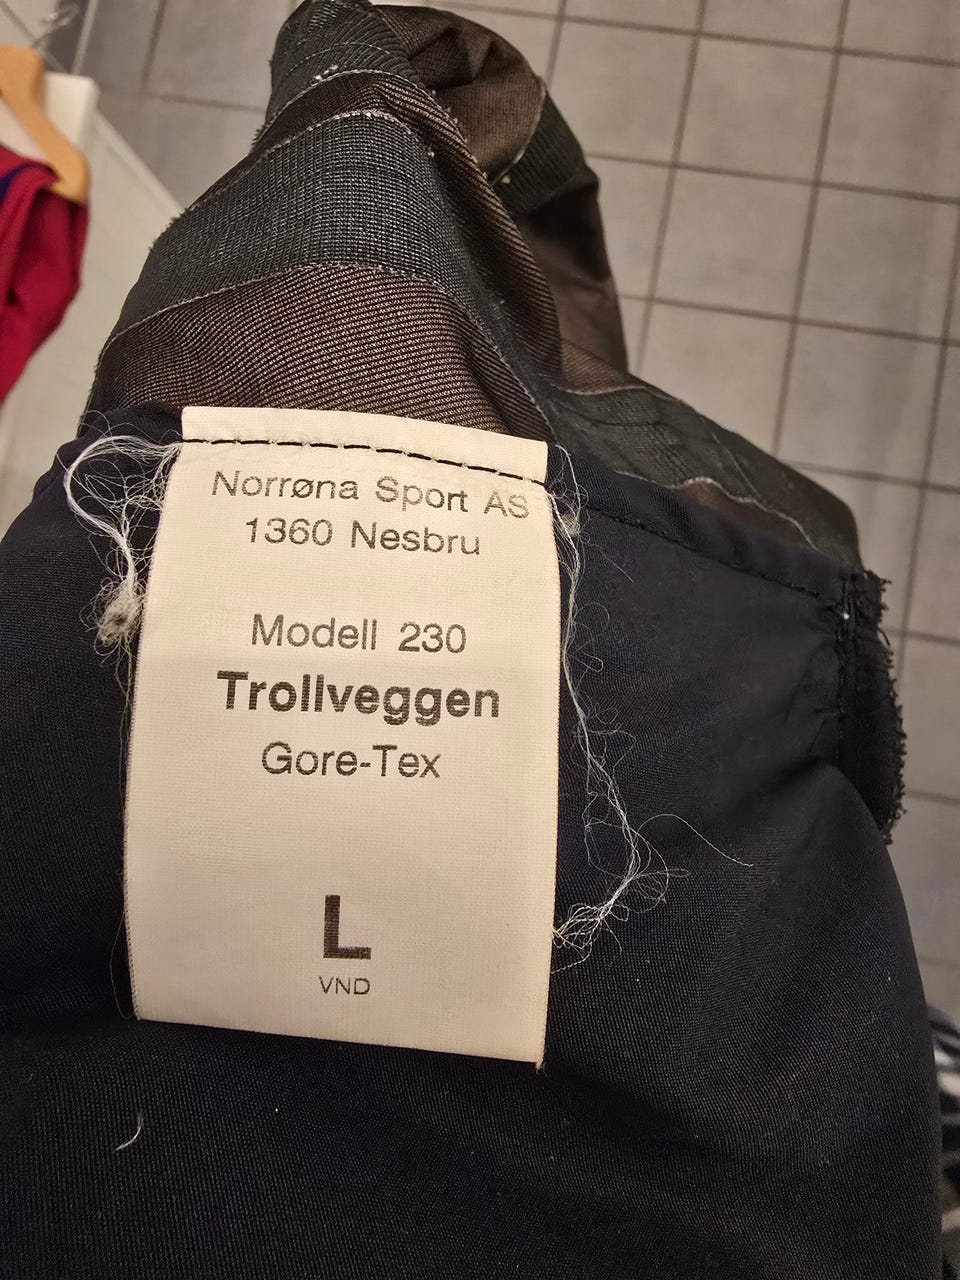 Norrøna Sport AS
1360 Nesbru
Modell 230
Trollveggen
Gore-Tex
L
VND